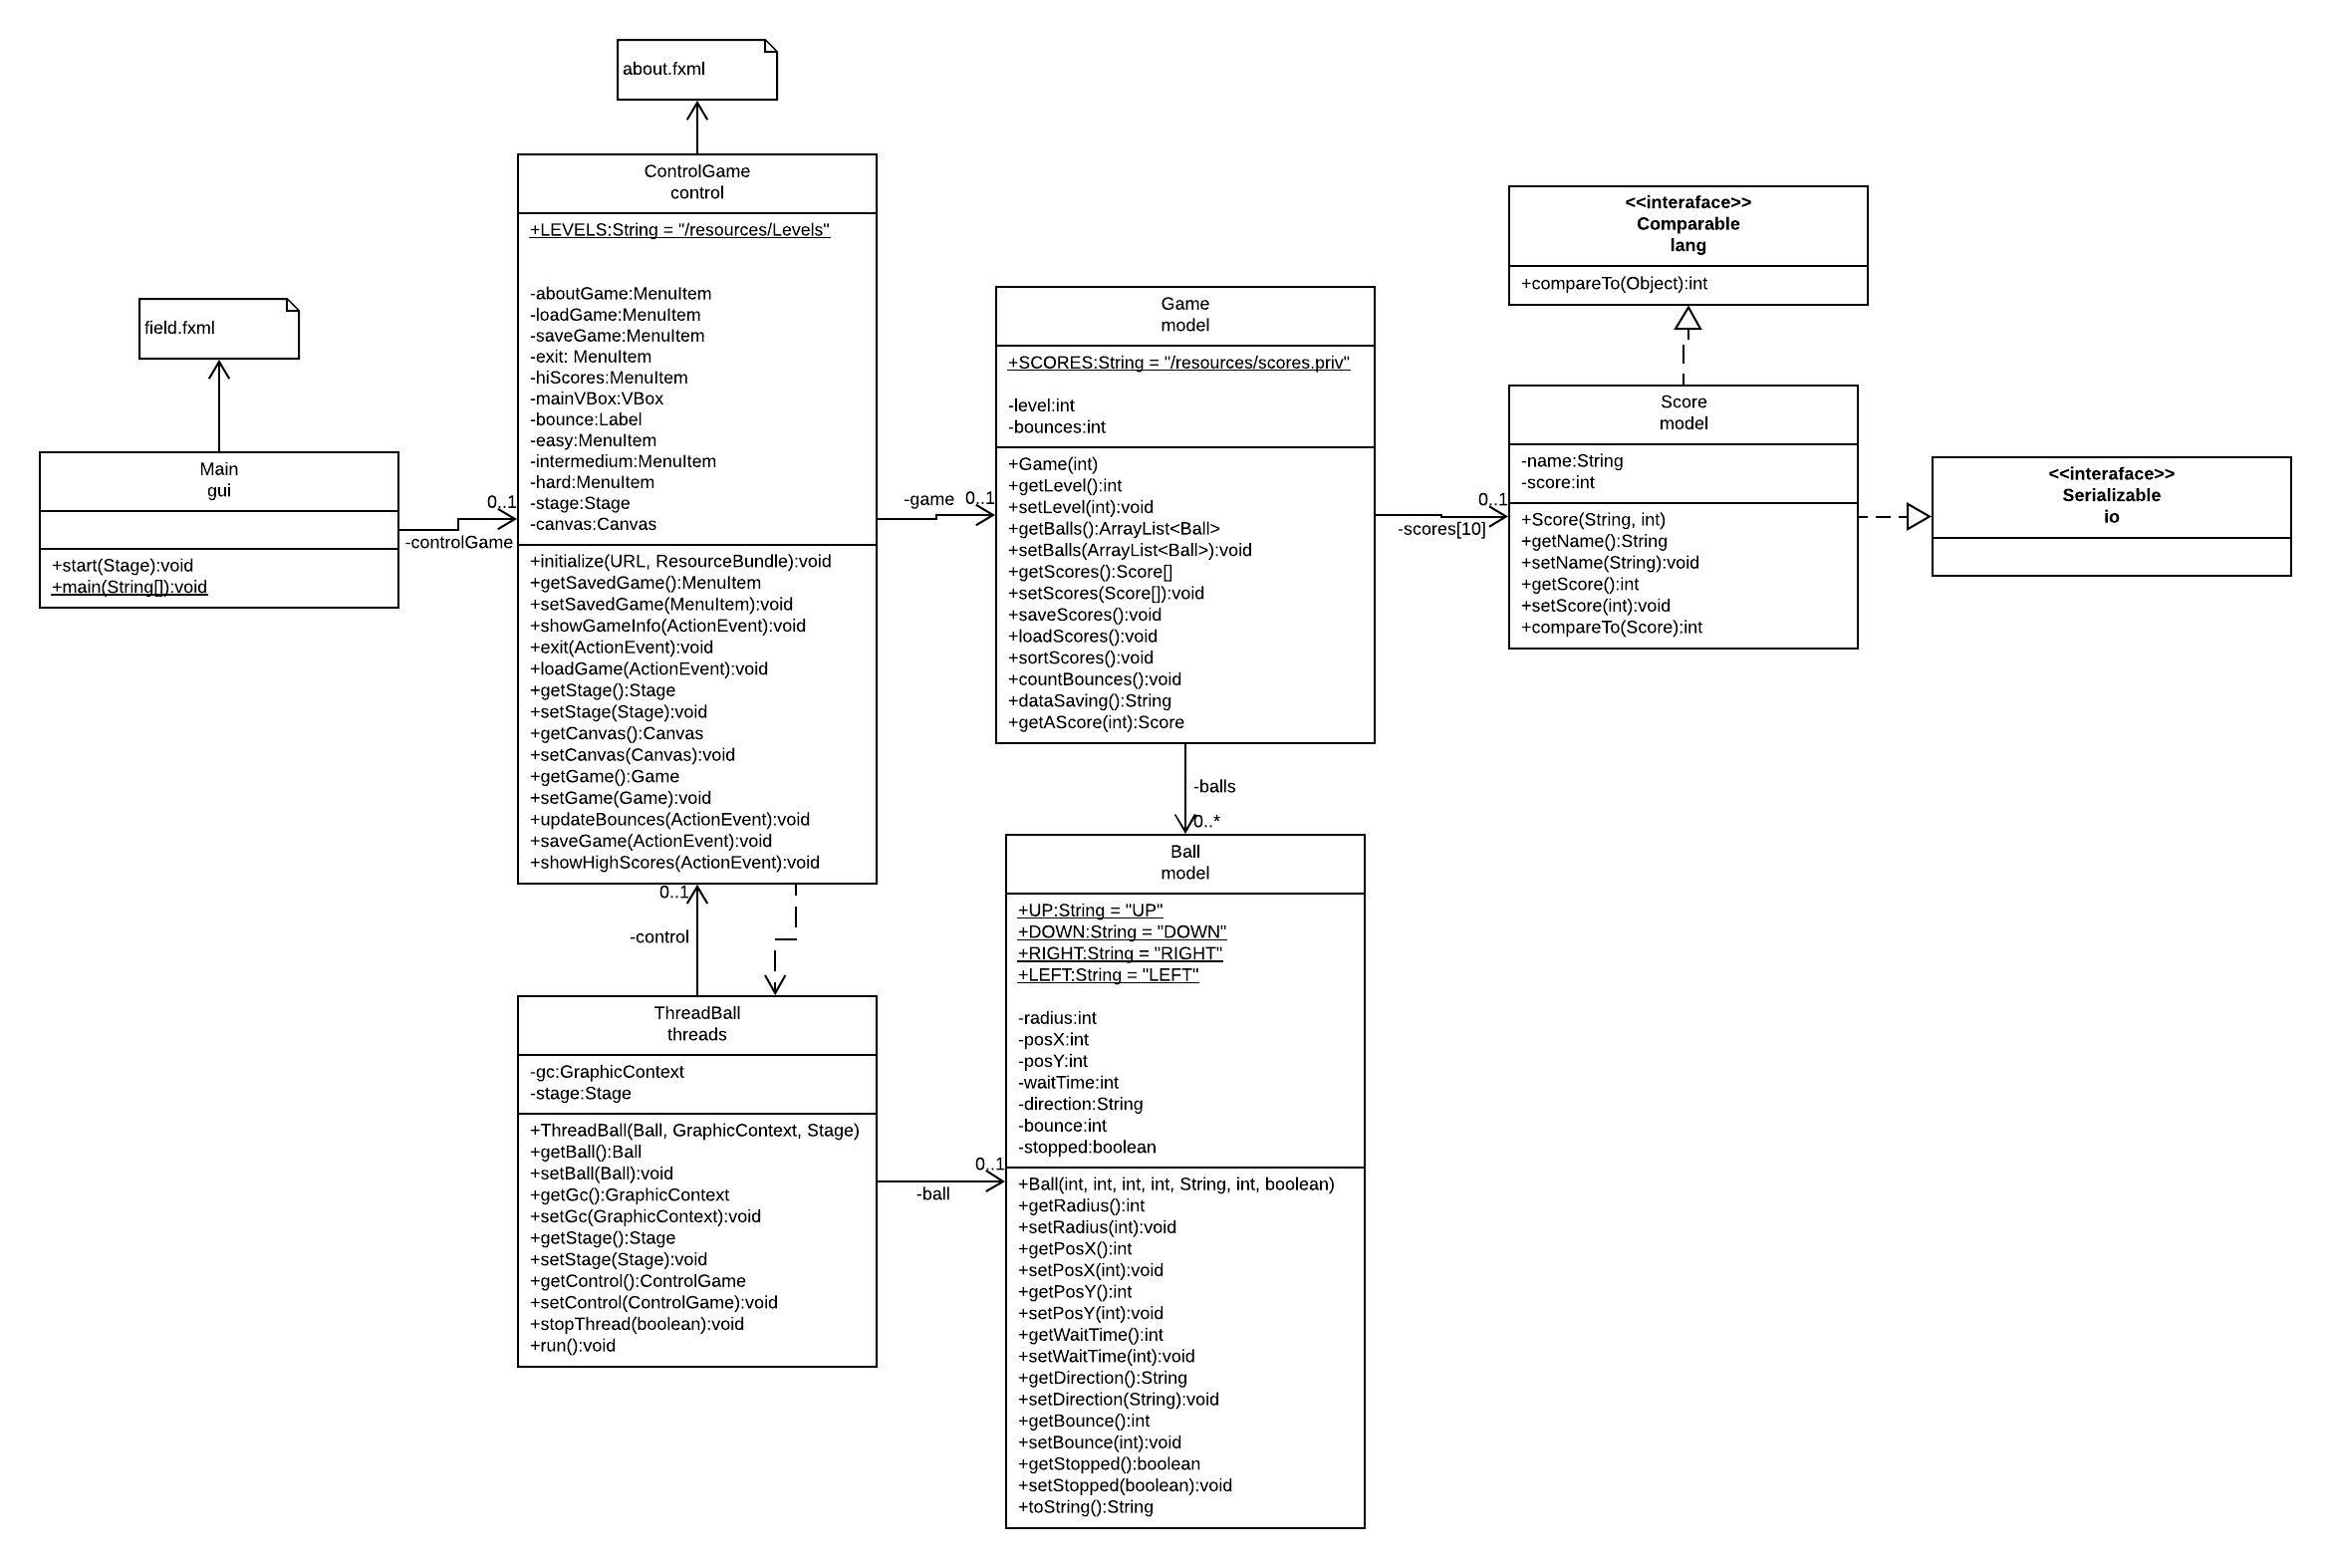 about.fxml
field.fxml
Main
gui
+start(Stage):void
+main(String[]):void
0..1
-controlGame
ControlGame
control
+LEVELS:String = "/resources/Levels"
-aboutGame:MenuItem
-loadGame:MenuItem
-saveGame:MenuItem
-exit: MenuItem
-hiScores:MenuItem
-mainVBox:VBox
-bounce:Label
-easy:MenuItem
-intermedium:MenuItem
-hard:MenuItem
-stage:Stage
-canvas:Canvas
+initialize(URL, ResourceBundle):void
+getSavedGame():MenuItem
+setSavedGame(MenuItem):void
+showGameInfo(ActionEvent):void
+exit(ActionEvent):void
+loadGame(ActionEvent):void
+getStage():Stage
+setStage(Stage):void
+getCanvas():Canvas
+setCanvas(Canvas):void
+getGame():Game
+setGame(Game):void
+updateBounces(ActionEvent):void
+saveGame(ActionEvent):void
+showHighScores(ActionEvent):void
-game 0..1
Game
model
+SCORES:String = "/resources/scores.priv"
-level:int
-bounces:int
+Game(int)
+getLevel():int
+setLevel(int):void
+getBalls():ArrayList<Ball>
+setBalls(ArrayList<Ball>):void
+getScores():Score[]
+setScores(Score[]):void
+saveScores():void
+loadScores():void
+sortScores():void
+countBounces():void
+dataSaving():String
+getAScore(int):Score
0..1
-scores[10]
<<interaface>>
Comparable
lang
+compareTo(Object):int
Score
model
-name:String
-score:int
+Score(String, int)
+getName():String
+setName(String):void
+getScore():int
+setScore(int):void
+compareTo(Score):int
<<interaface>>
Serializable
io
-balls
0..*
0..1
-control
ThreadBall
threads
-gc:GraphicContext
-stage:Stage
+ThreadBall(Ball, GraphicContext, Stage)
+getBall():Ball
+setBall(Ball):void
+getGc():GraphicContext
+setGc(GraphicContext):void
+getStage():Stage
+setStage(Stage):void
+getControl():ControlGame
+setControl(ControlGame):void
+stopThread(boolean):void
+run():void
0..1
-ball
Ball
model
+UP:String = "UP"
+DOWN:String = "DOWN"
+RIGHT:String = "RIGHT"
+LEFT:String = "LEFT"
-radius:int
-posX:int
-posY:int
-waitTime:int
-direction:String
-bounce:int
-stopped:boolean
+Ball(int, int, int, int, String, int, boolean)
+getRadius():int
+setRadius(int):void
+getPosX():int
+setPosX(int):void
+getPosY():int
+setPosY(int):void
+getWaitTime():int
+setWaitTime(int):void
+getDirection():String
+setDirection(String):void
+getBounce():int
+setBounce(int):void
+getStopped():boolean
+setStopped(boolean):void
+toString():String